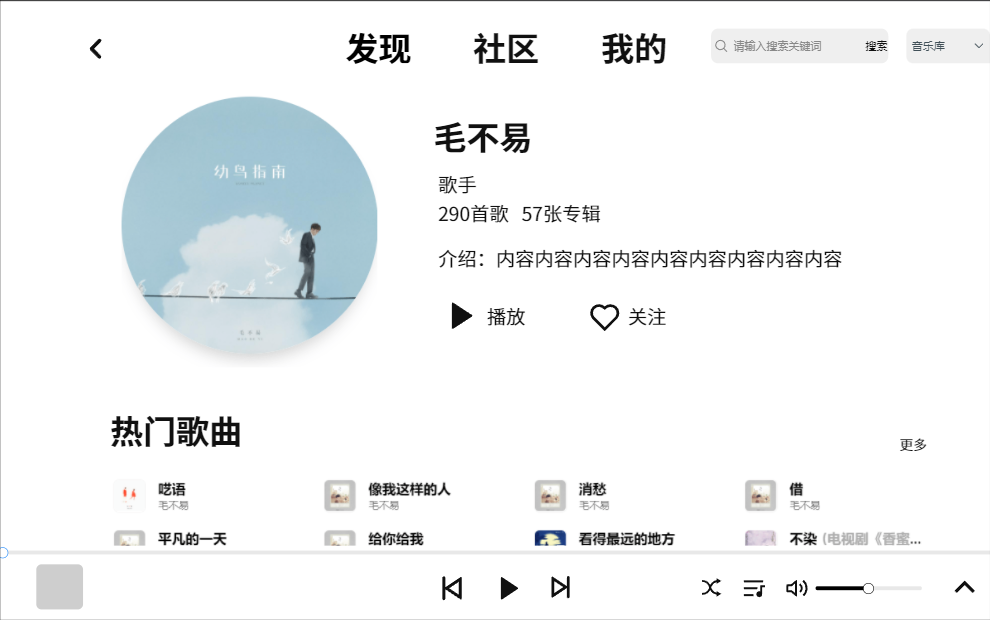 发现 社区 我的 请输入搜索关键词 搜索 音乐库
幼鸟指南
毛不易
歌手
290首歌 57张专辑
介绍：内容内容内容内容内容内容内容内容内容
播放 关注
热门歌曲
更多
呓语 像我这样的人 消愁 借
毛不易 毛不易 毛不易 毛不易
平凡的一天 给你给我 看得最远的地方 不染 (电视剧《香蜜...